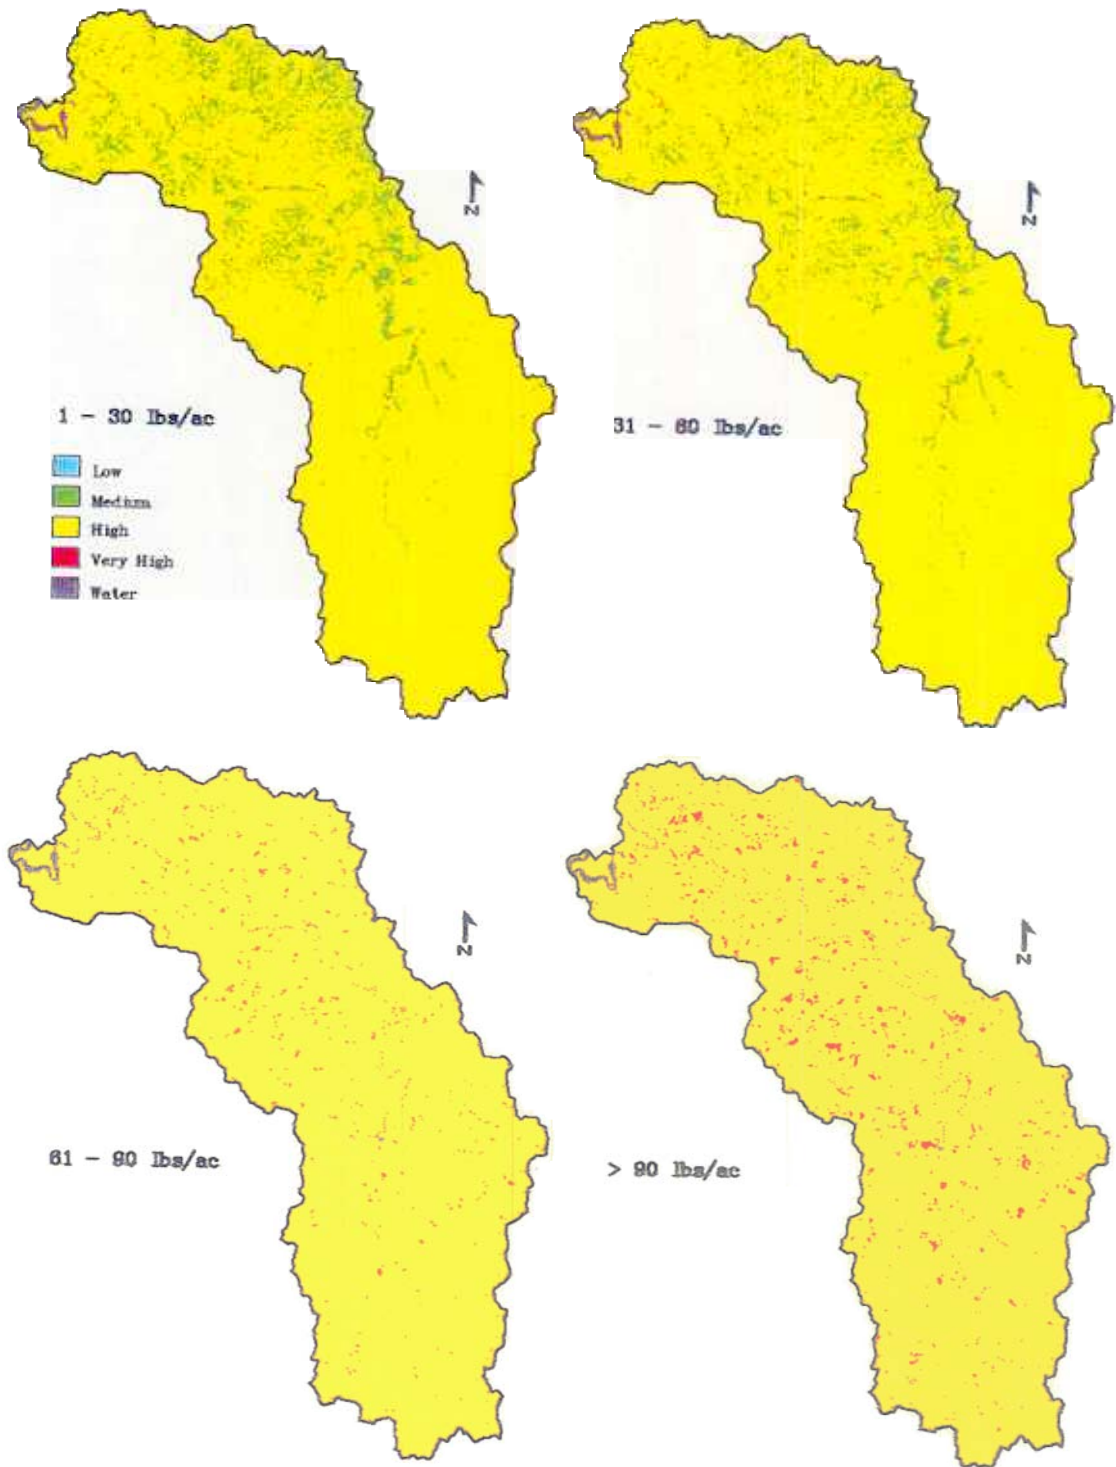 N
N
1 - 30 lbs/ac
31 - 60 lbs/ac
Low
Medium
High
Very High
Water
N
N
61 - 90 lbs/ac
> 90 lbs/ac